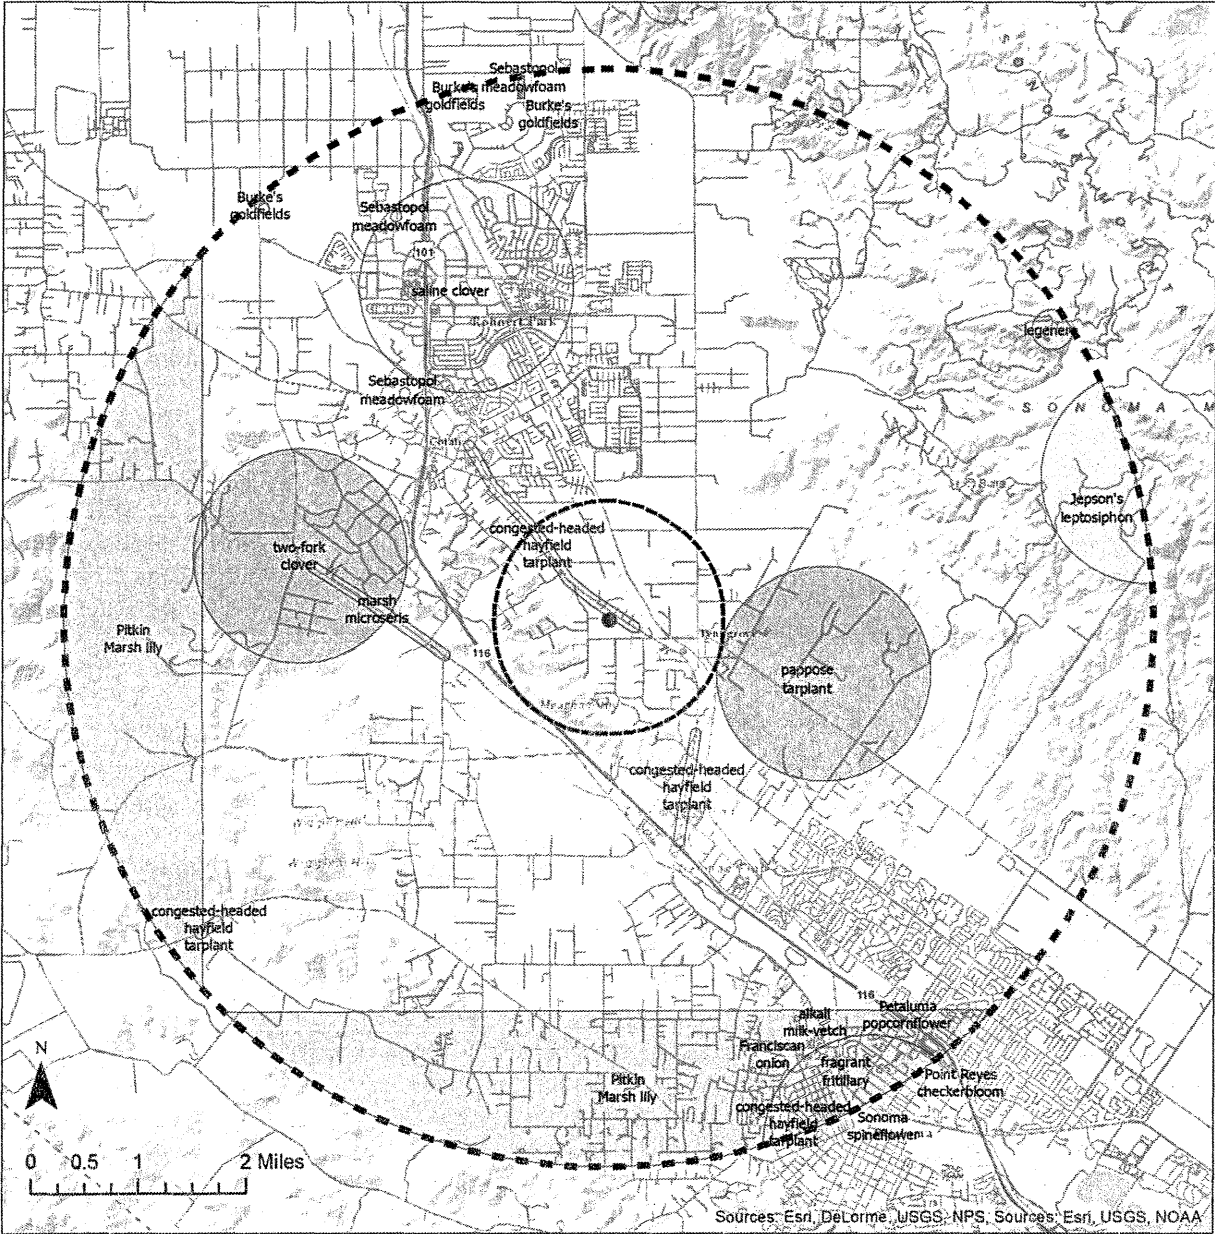 Sebastopol
Burke's meadowfoam
goldfields
Burke's
goldfields
Burke's
goldfields
Sebastopol
meadowfoam
101
saline clover
Rohnert Park
legenere
Sebastopol
meadowfoam
SONOMA M
Cotati
Jepson's
leptosiphon
congested-headed
hayfield
tarplant
two-fork
clover
marsh
microseris
Pitkin
Marsh lily
116
Penngrove
pappose
tarplant
congested-headed
hayfield
tarplant
congested-headed
hayfield
tarplant
116
alkali
milk-vetch
Petaluma
popcornflower
Franciscan
onion
fragrant
fritillary
Point Reyes
checkerbloom
Pitkin
Marsh lily
congested-headed
hayfield
tarplant
Sonoma
spineflower
N
0 0.5 1 2 Miles
Sources: Esri, DeLorme, USGS, NPS, Sources: Esri, USGS, NOAA